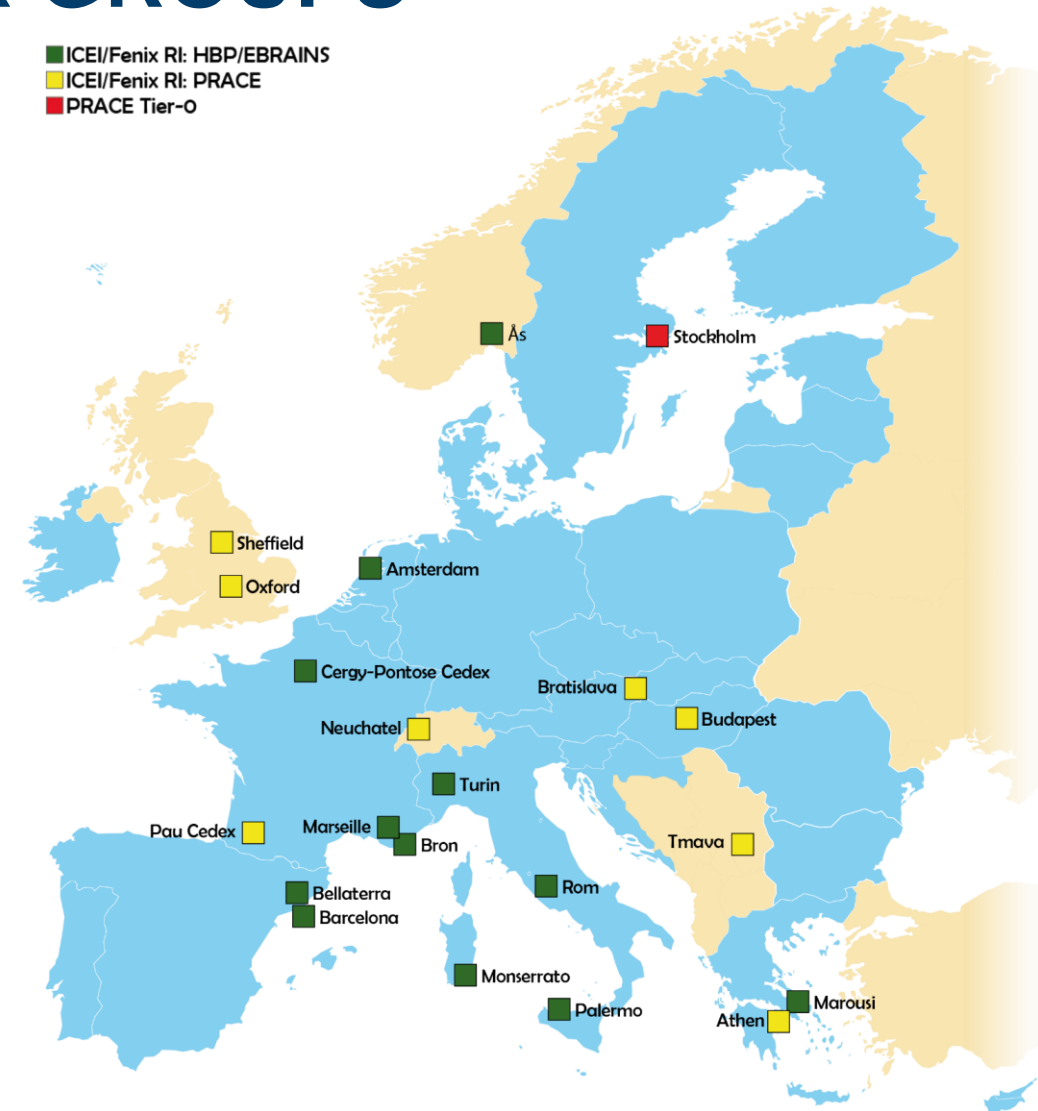 ICEI/Fenix RI: HBP/EBRAINS
ICEI/Fenix RI: PRACE
PRACE Tier-0
Ås
Stockholm
Sheffield
Amsterdam
Oxford
Cergy-Pontose Cedex
Bratislava
Budapest
Neuchatel
Turin
Marseille
Pau Cedex
Bron
Tmava
Rom
Bellaterra
Barcelona
Monserrato
Marousi
Palermo
Athen